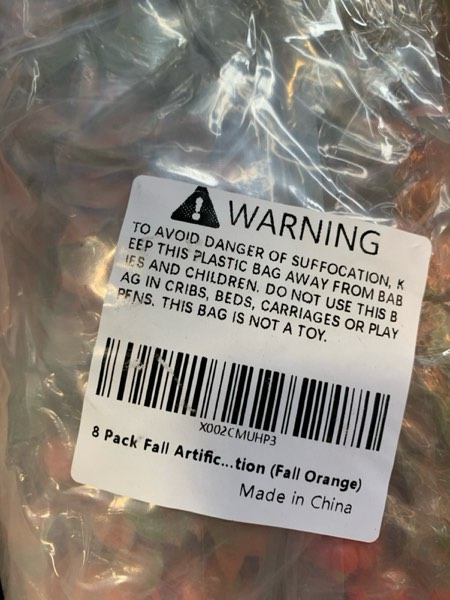 WARNING
TO AVOID DANGER OF SUFFOCATION, K
EEP THIS PLASTIC BAG AWAY FROM BAB
IES AND CHILDREN. DO NOT USE THIS B
AG IN CRIBS, BEDS, CARRIAGES OR PLAY
PENS. THIS BAG IS NOT A TOY.
X002CMUHP3
8 Pack Fall Artific...tion (Fall Orange)
Made in China